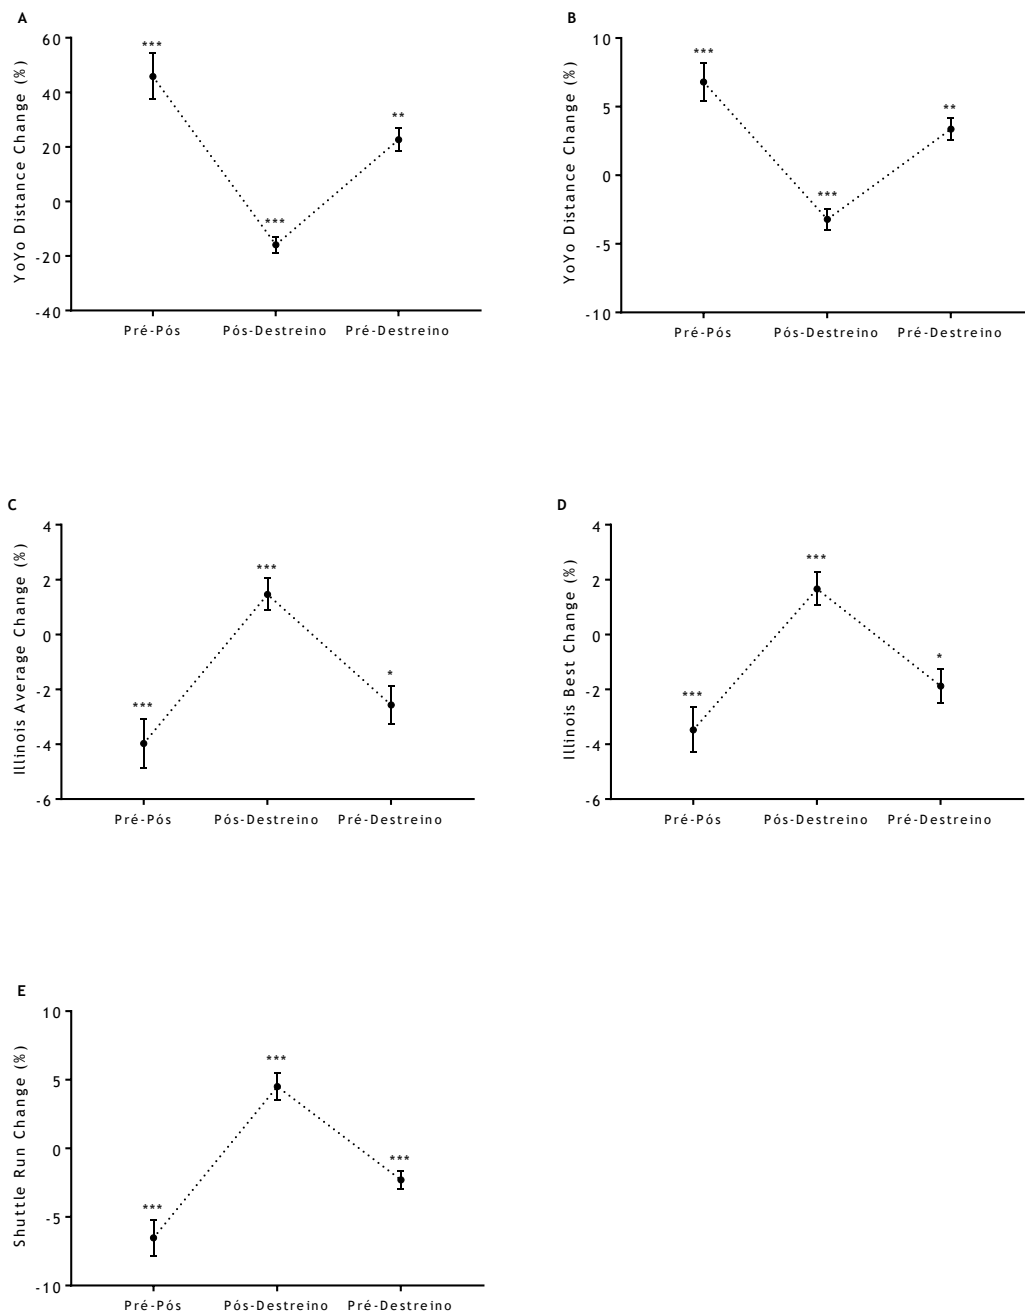 A
YoYo Distance Change (%)
60
40
20
0
-20
-40
***
***
**
Pré-Pós Pós-Destreino Pré-Destreino
B
YoYo Distance Change (%)
10
5
0
-5
-10
***
***
**
Pré-Pós Pós-Destreino Pré-Destreino
C
Illinois Average Change (%)
4
2
0
-2
-4
-6
***
***
*
Pré-Pós Pós-Destreino Pré-Destreino
D
Illinois Best Change (%)
4
2
0
-2
-4
-6
***
***
*
Pré-Pós Pós-Destreino Pré-Destreino
E
Shuttle Run Change (%)
10
5
0
-5
-10
***
***
***
Pré-Pós Pós-Destreino Pré-Destreino